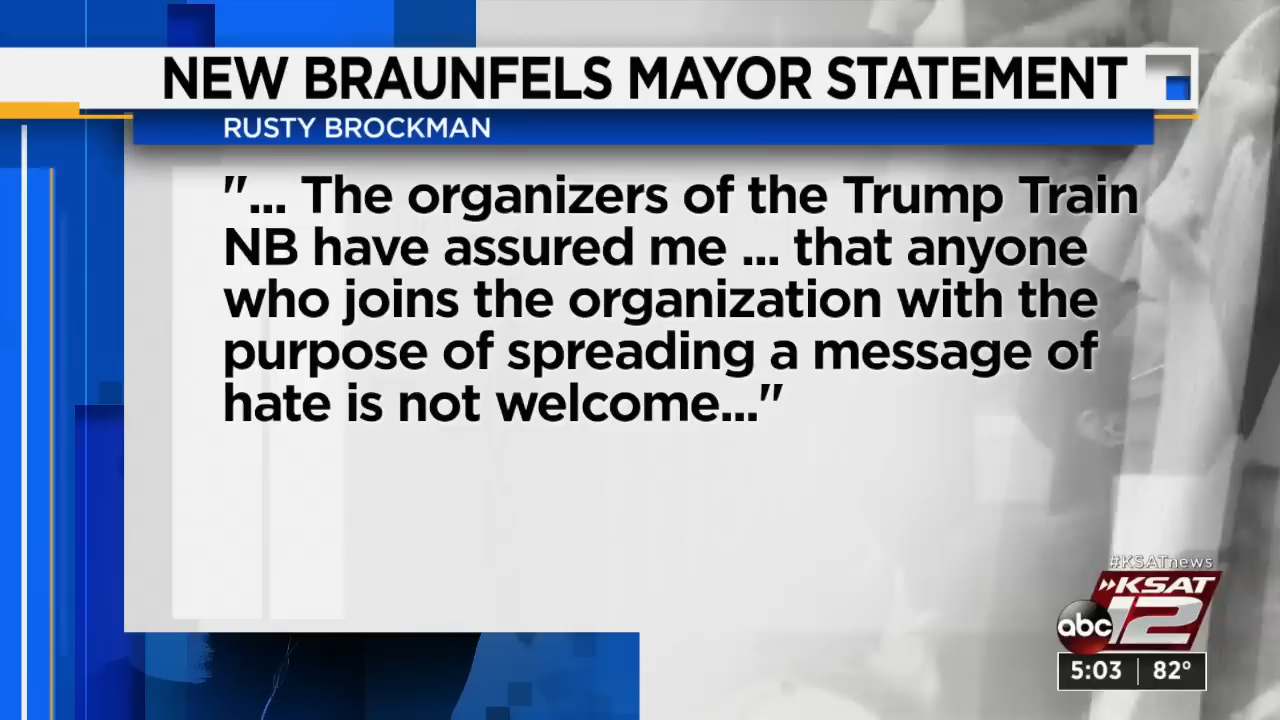 NEW BRAUNFELS MAYOR STATEMENT
RUSTY BROCKMAN
"... The organizers of the Trump Train
NB have assured me ... that anyone
who joins the organization with the
purpose of spreading a message of
hate is not welcome..."
#KSATnews
KSAT
abc 12
5:03 82°